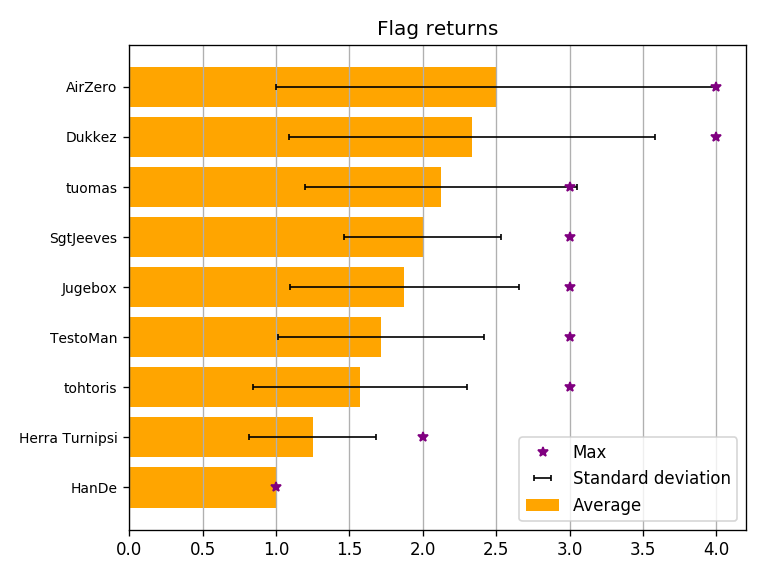 Flag returns
AirZero
Dukkez
tuomas
SgtJeeves
Jugebox
TestoMan
tohtoris
Herra Turnipsi
HanDe
Max
Standard deviation
Average
0.0 0.5 1.0 1.5 2.0 2.5 3.0 3.5 4.0